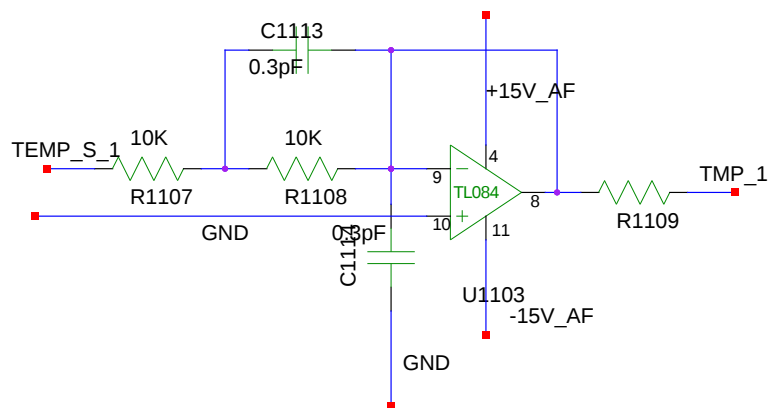 C1113
0.3pF
+15V_AF
TEMP_S_1
10K
10K
4
TMP_1
R1107
R1108
9
TL084
8
R1109
GND
0.3pF
C1114
10
11
U1103
-15V_AF
GND